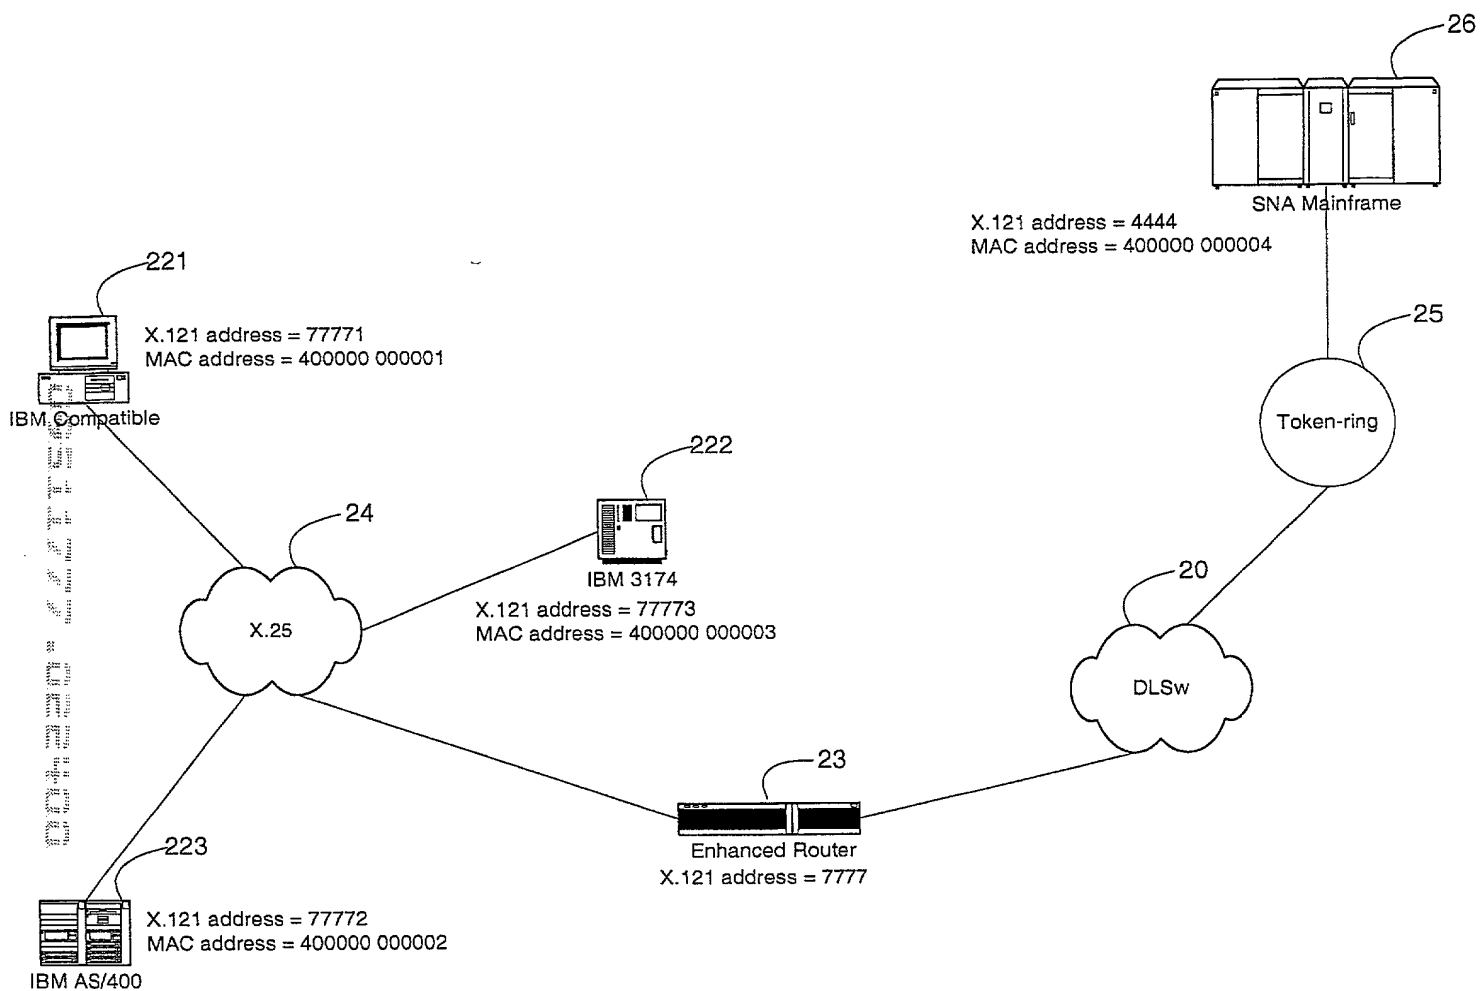 26
SNA Mainframe
X.121 address = 4444
MAC address = 400000 000004
221
X.121 address = 77771
MAC address = 400000 000001
IBM Compatible
25
Token-ring
222
IBM 3174
X.121 address = 77773
MAC address = 400000 000003
24
X.25
20
DLSw
23
Enhanced Router
X.121 address = 7777
223
X.121 address = 77772
MAC address = 400000 000002
IBM AS/400